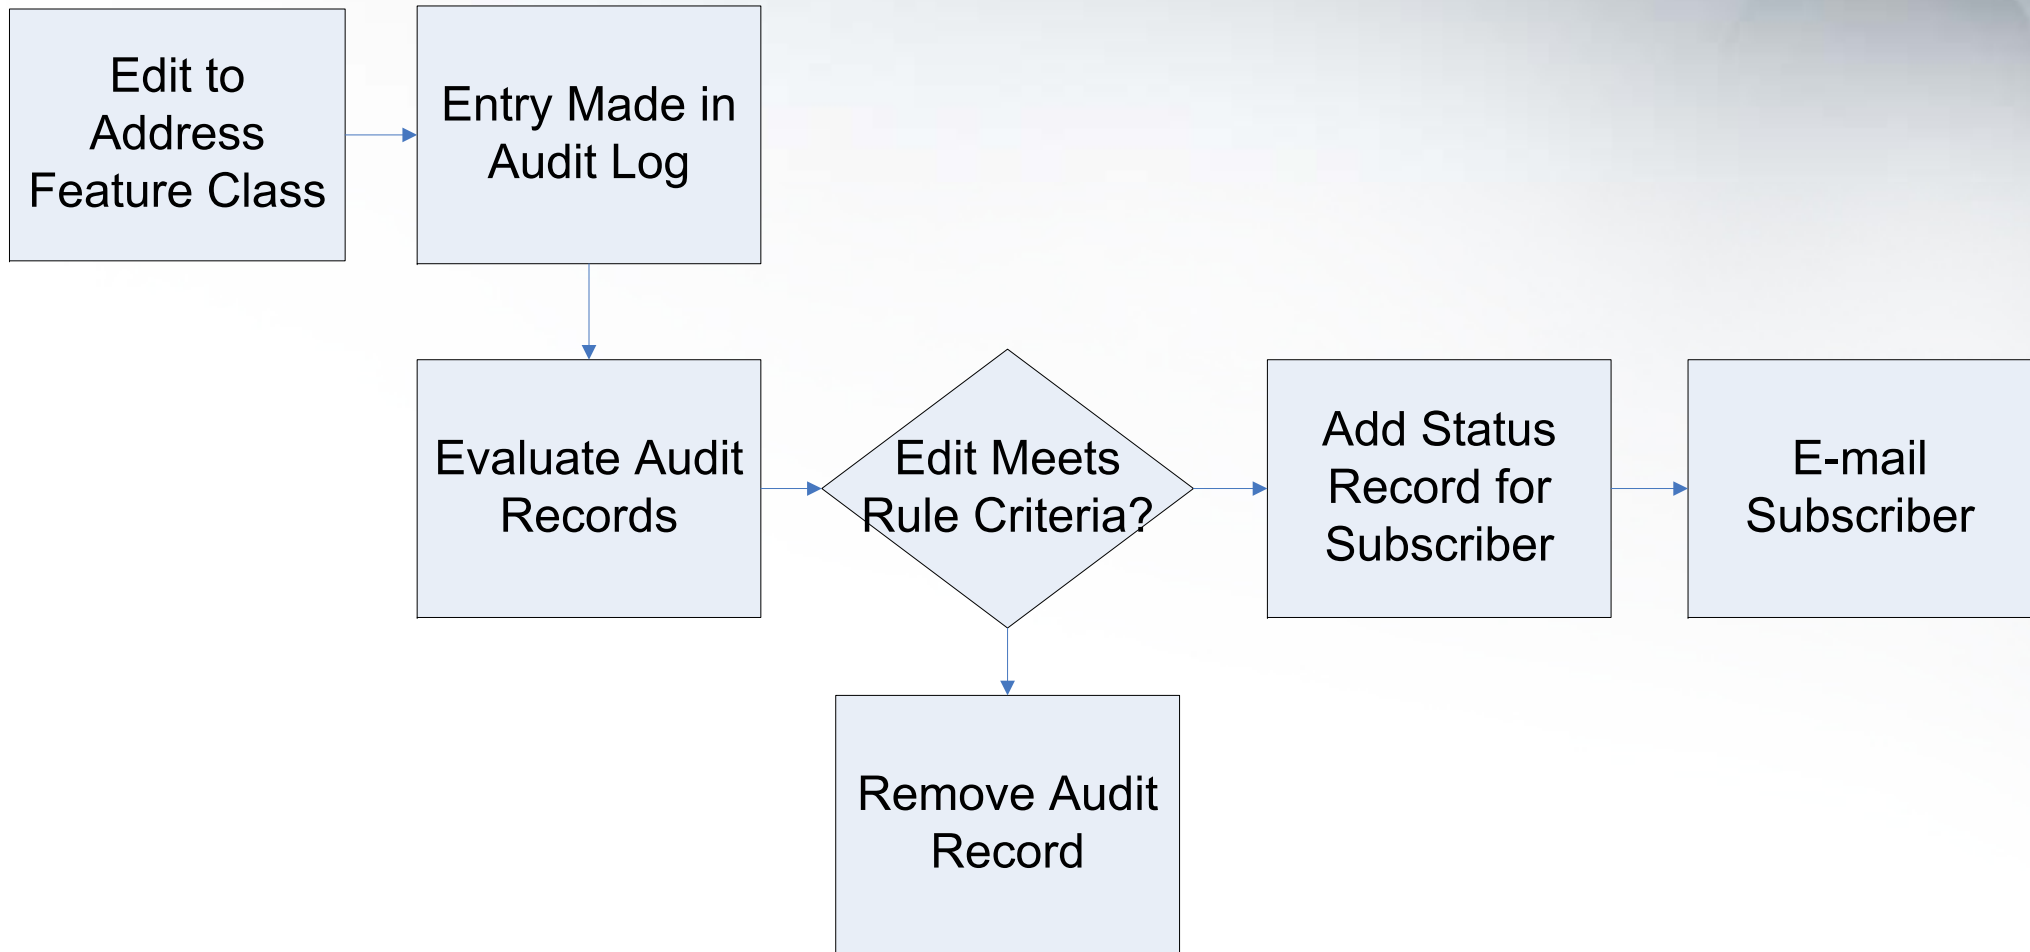 Edit to
Address
Feature Class
Entry Made in
Audit Log
Evaluate Audit
Records
Edit Meets
Rule Criteria?
Add Status
Record for
Subscriber
E-mail
Subscriber
Remove Audit
Record